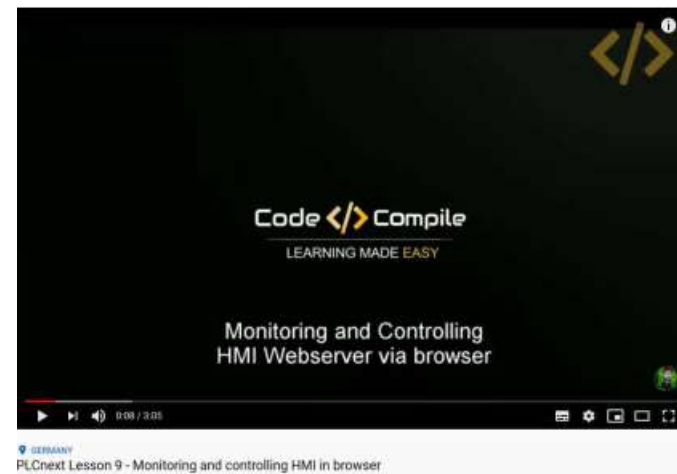 </>
Code </> Compile
LEARNING MADE EASY
Monitoring and Controlling
HMI Webserver via browser
0:08 / 3:05
GERMANY
PLCnext Lesson 9 - Monitoring and controlling HMI in browser